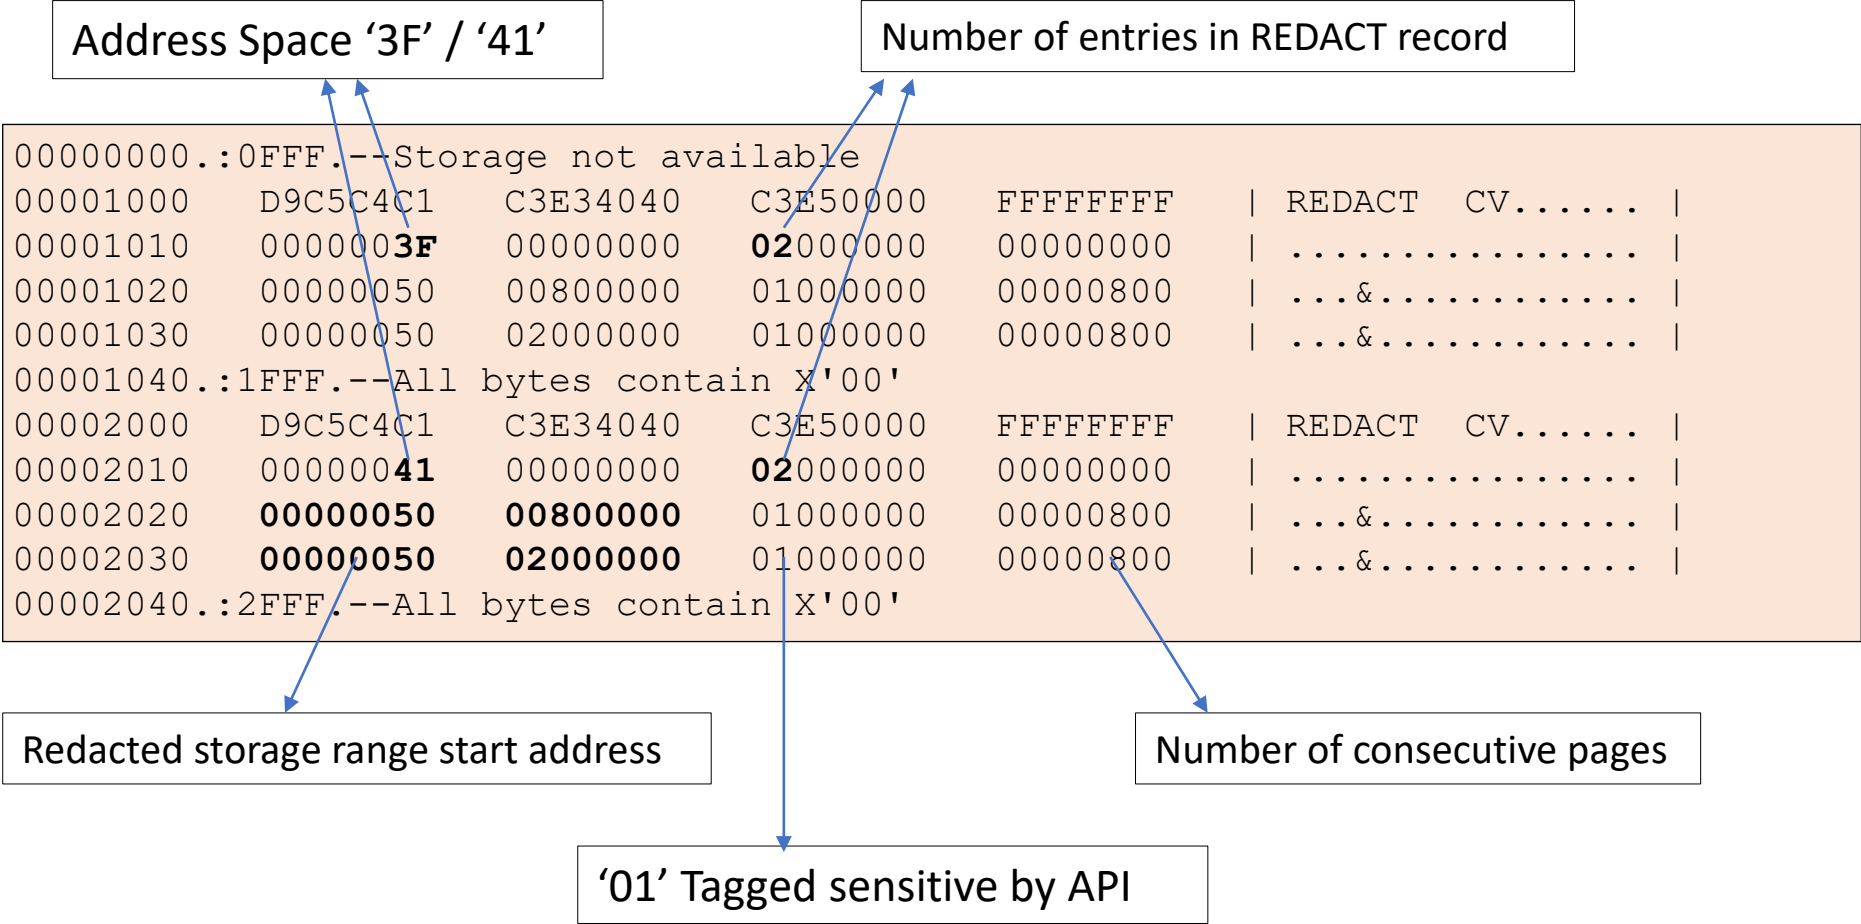 Address Space ‘3F’ / ‘41’
Number of entries in REDACT record
00000000.:0FFF.--Storage not available
00001000 D9C5C4C1 C3E34040 C3E50000 FFFFFFFF | REDACT CV...... |
00001010 0000003F 00000000 02000000 00000000 | ................ |
00001020 00000050 00800000 01000000 00000800 | ...&............ |
00001030 00000050 02000000 01000000 00000800 | ...&............ |
00001040.:1FFF.--All bytes contain X'00'
00002000 D9C5C4C1 C3E34040 C3E50000 FFFFFFFF | REDACT CV...... |
00002010 00000041 00000000 02000000 00000000 | ................ |
00002020 00000050 00800000 01000000 00000800 | ...&............ |
00002030 00000050 02000000 01000000 00000800 | ...&............ |
00002040.:2FFF.--All bytes contain X'00'
Redacted storage range start address
Number of consecutive pages
‘01’ Tagged sensitive by API